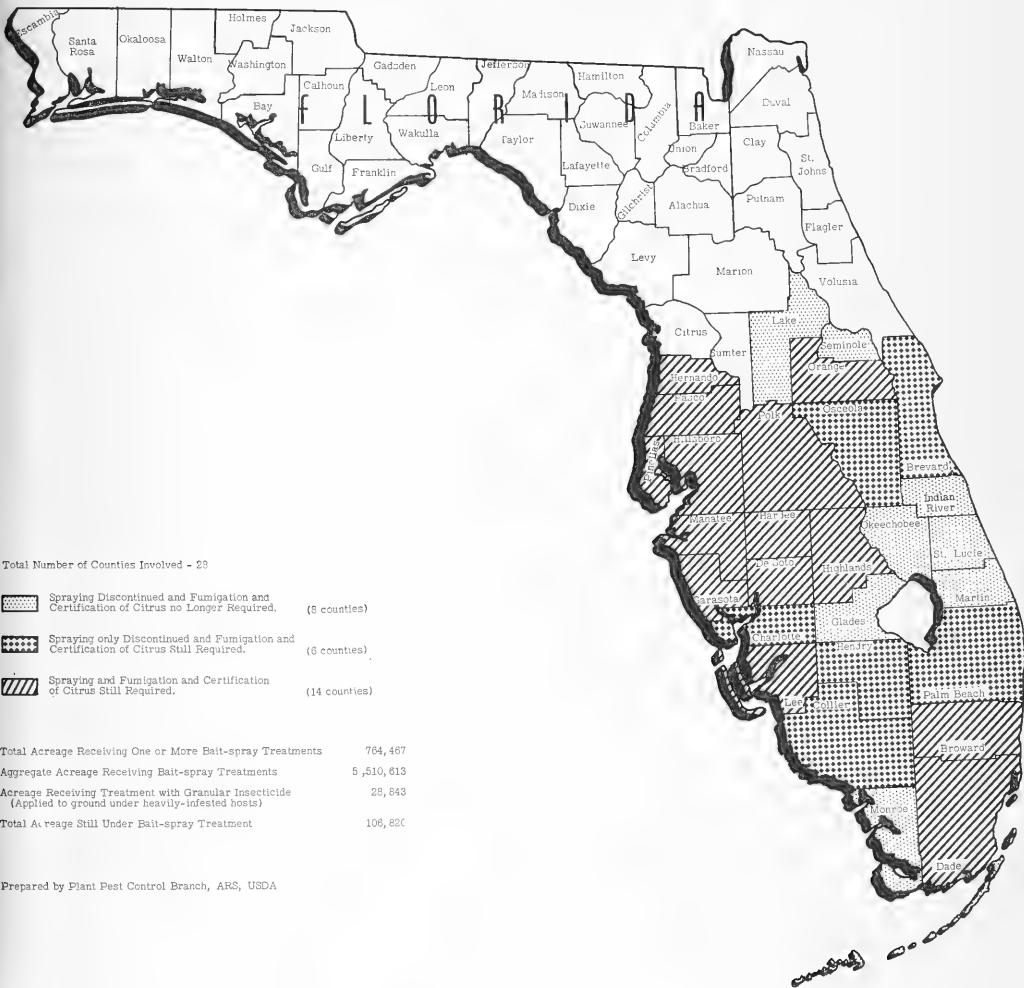 Escambia
Santa
Rosa
Okaloosa
Walton
Holmes
Washington
Jackson
Bay
Calhoun
Gulf
Liberty
Gadsden
Franklin
Leon
Wakulla
Jefferson
Madison
Taylor
Hamilton
Suwannee
Lafayette
Dixie
Columbia
Gilchrist
Baker
Union
Bradford
Alachua
Levy
Nassau
Duval
Clay
St.
Johns
Putnam
Flagler
Marion
Volusia
FLORIDA
Citrus
Sumter
Lake
Seminole
Orange
Hernando
Pasco
Polk
Osceola
Hillsboro
Pinellas
Brevard
Indian
River
Manatee
Hardee
Okeechobee
St. Lucie
De Soto
Highlands
Sarasota
Martin
Glades
Charlotte
Hendry
Lee
Collier
Palm Beach
Broward
Monroe
Dade
Total Number of Counties Involved - 28
Spraying Discontinued and Fumigation and
Certification of Citrus no Longer Required. (8 counties)
Spraying only Discontinued and Fumigation and
Certification of Citrus Still Required. (6 counties)
Spraying and Fumigation and Certification
of Citrus Still Required. (14 counties)
Total Acreage Receiving One or More Bait-spray Treatments 764,467
Aggregate Acreage Receiving Bait-spray Treatments 5,510,613
Acreage Receiving Treatment with Granular Insecticide 28,843
(Applied to ground under heavily-infested hosts)
Total Acreage Still Under Bait-spray Treatment 106,820
Prepared by Plant Pest Control Branch, ARS, USDA